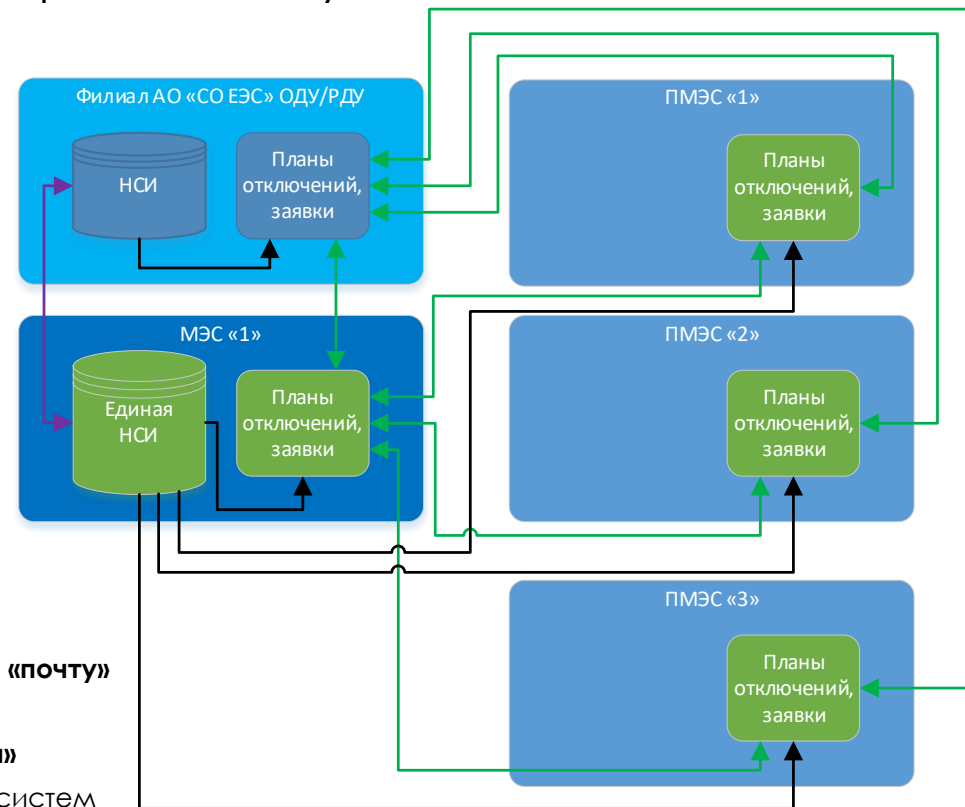 Филиал АО «СО ЕЭС» ОДУ/РДУ
НСИ
Планы
отключений,
заявки
ПМЭС «1»
Планы
отключений,
заявки
МЭС «1»
Единая
НСИ
Планы
отключений,
заявки
ПМЭС «2»
Планы
отключений,
заявки
ПМЭС «3»
Планы
отключений,
заявки
«почту»
»
систем